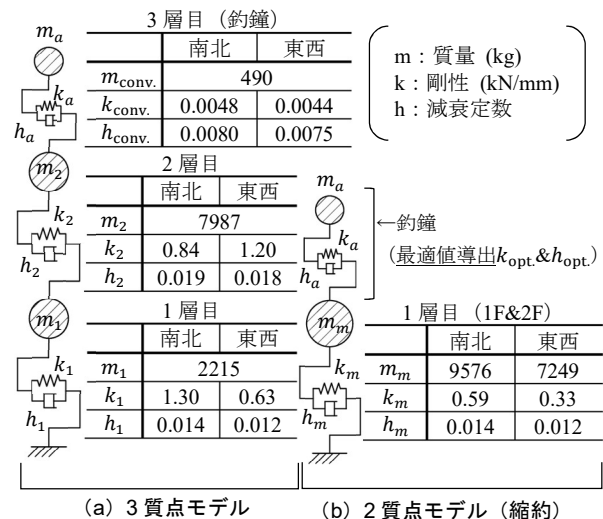 3 層目 (釣鐘)
南北 東西
m_conv. 490
k_conv. 0.0048 0.0044
h_conv. 0.0080 0.0075
m_a
k_a
h_a
m:質量 (kg)
k:剛性 (kN/mm)
h:減衰定数
2 層目
南北 東西
m_2 7987
k_2 0.84 1.20
h_2 0.019 0.018
m_2
k_2
h_2
1 層目
南北 東西
m_1 2215
k_1 1.30 0.63
h_1 0.014 0.012
m_1
k_1
h_1
(a) 3 質点モデル
m_a
k_a
h_a
←釣鐘
(最適値導出k_opt.&h_opt.)
m_m
k_m
h_m
1 層目 (1F&2F)
南北 東西
m_m 9576 7249
k_m 0.59 0.33
h_m 0.014 0.012
(b) 2 質点モデル (縮約)